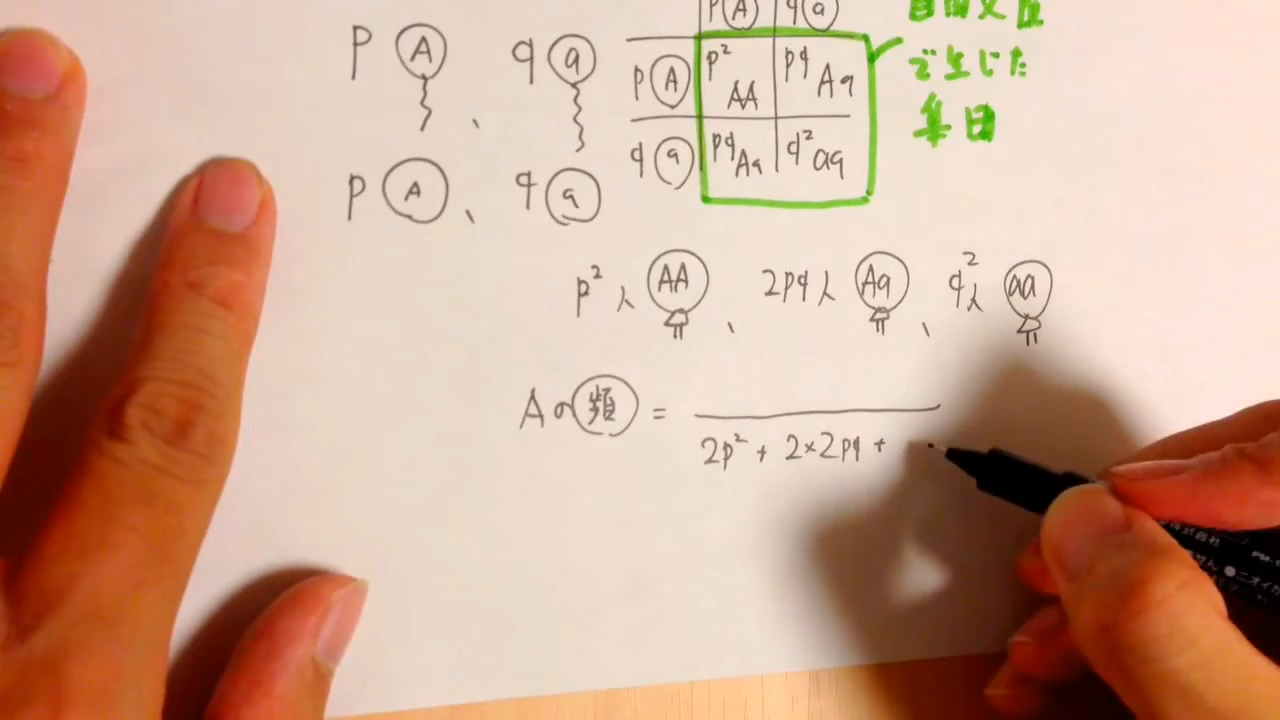 p(A) q(a)
P A 、 q a
p A p² AA pq Aa
q a pq Aa q² aa
で生じた
集団
P A 、 q a
p²人 AA 、 2pq人 Aa 、 q²人 aa
Aの頻 =
2p² + 2×2pq +